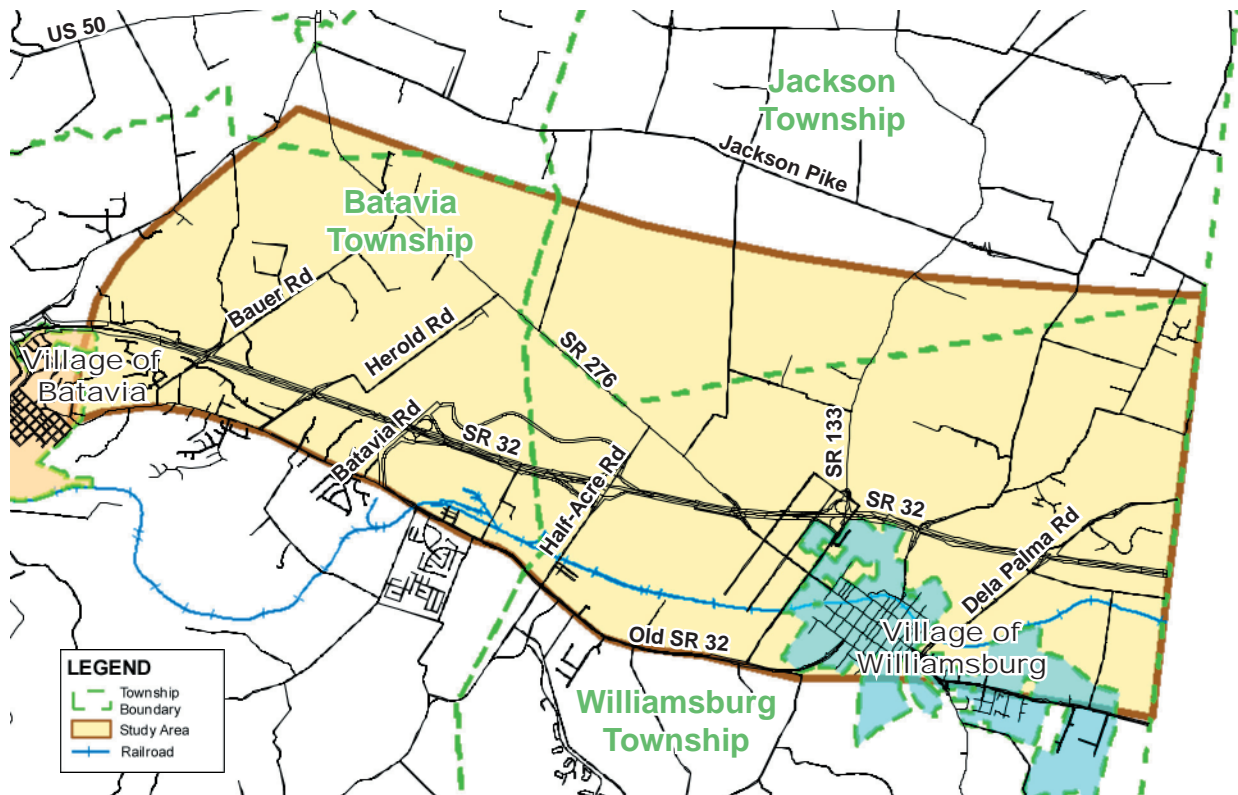 US 50
Jackson
Township
Jackson Pike
Batavia
Township
Bauer Rd
Herold Rd
SR 276
Village of
Batavia
Batavia Rd
SR 32
Half-Acre Rd
SR 133
SR 32
Dela Palma Rd
Old SR 32
Village of
Williamsburg
Williamsburg
Township
LEGEND
Township
Boundary
Study Area
Railroad